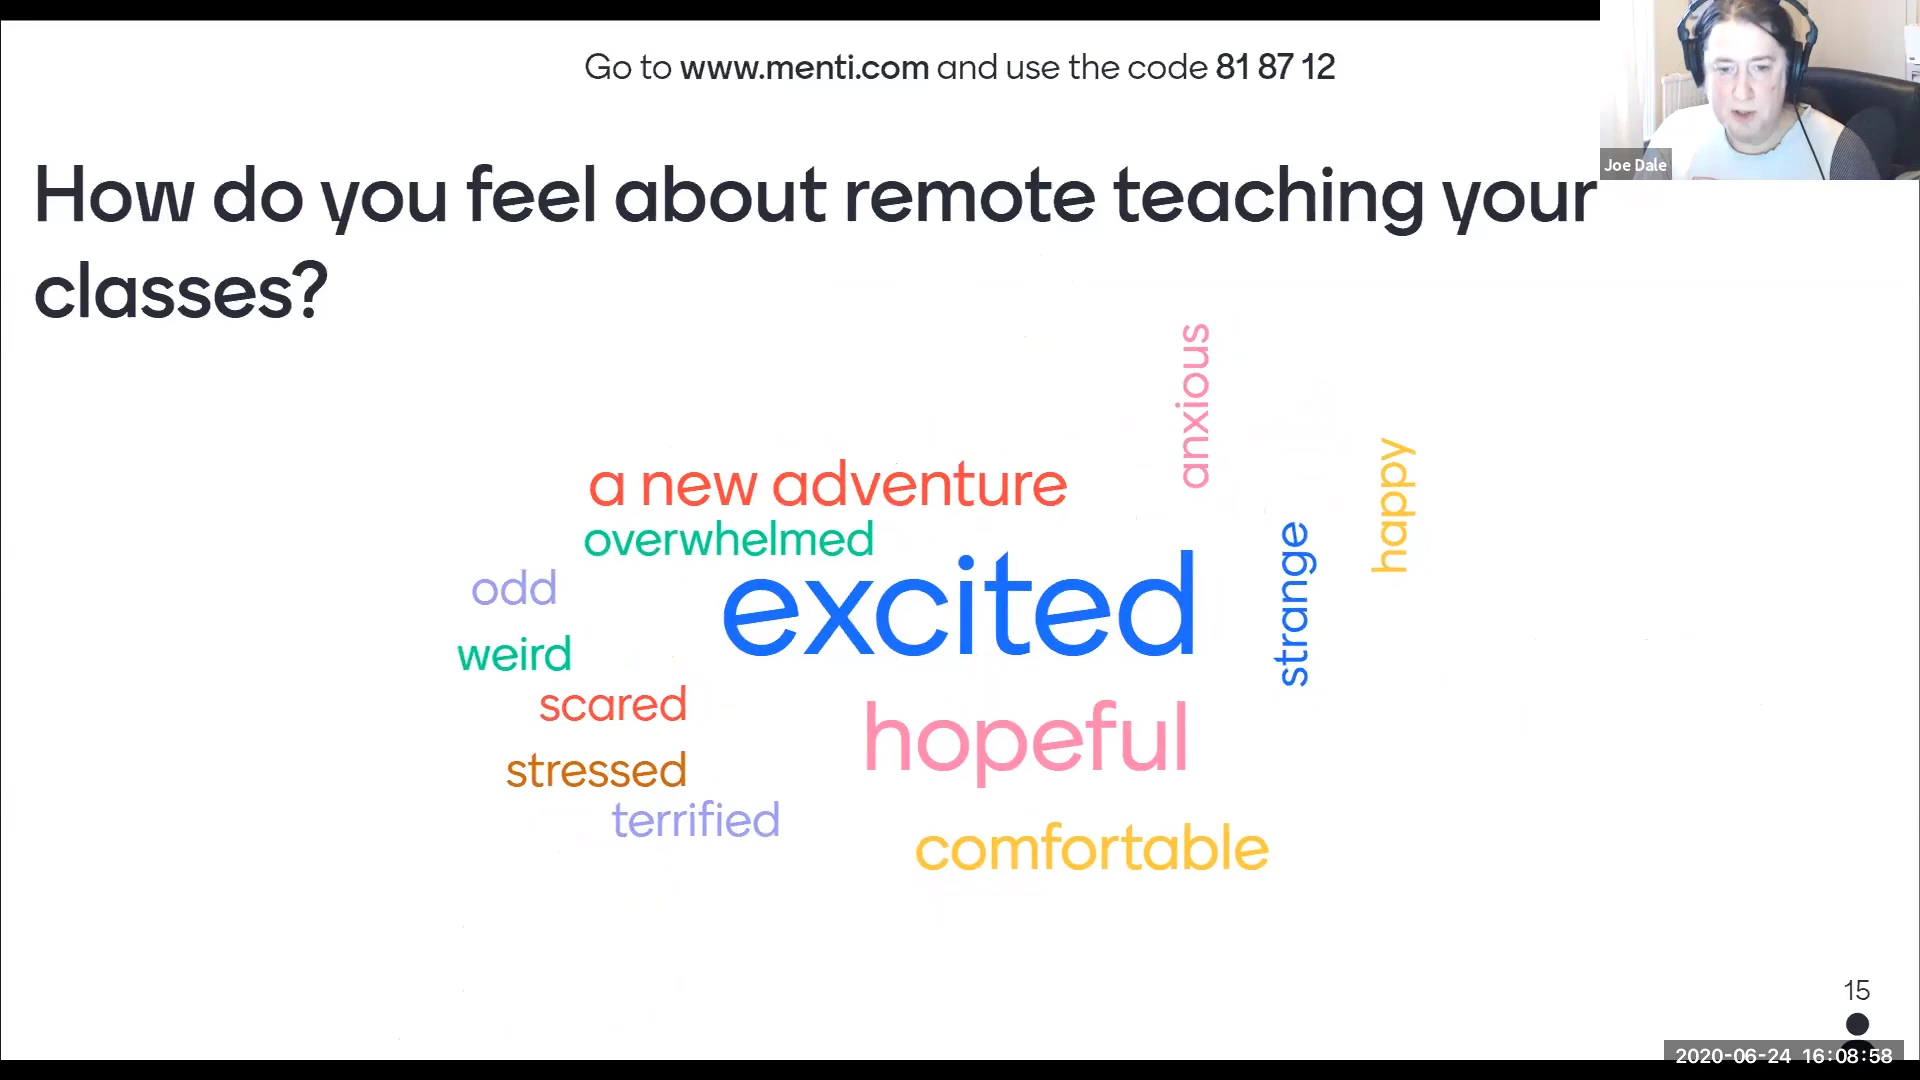 Go to www.menti.com and use the code 81 87 12
Joe Dale
How do you feel about remote teaching your
classes?
anxious
happy
a new adventure
overwhelmed
strange
excited
odd
weird
scared
hopeful
stressed
terrified
comfortable
15
2020-06-24 16:08:58